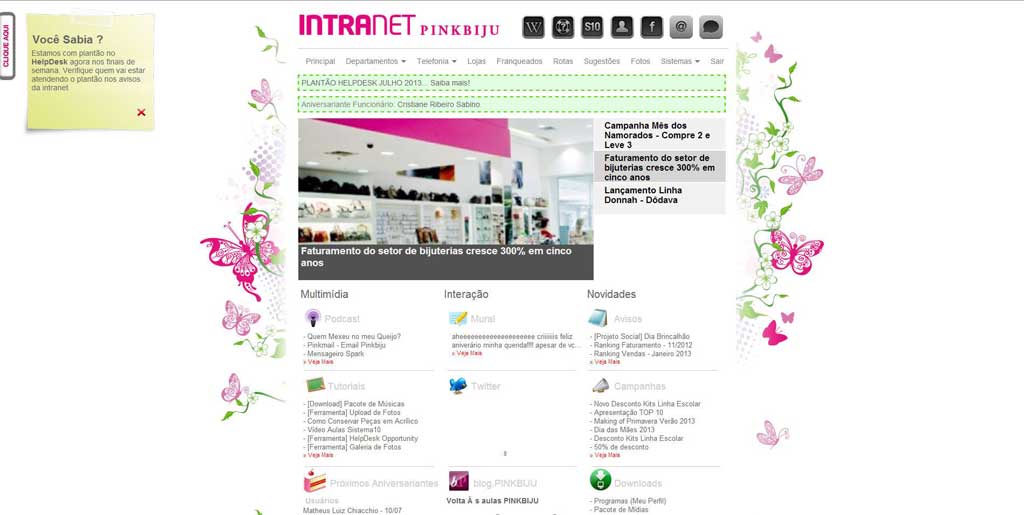 CLIQUE AQUI
Você Sabia ?
Estamos com plantão no
HelpDesk agora nos finais de
semana. Verifique quem vai estar
atendendo o plantão nos avisos
da intranet
INTRANET PINKBIJU
W
S10
f
@
Principal Departamentos Telefonia Lojas Franqueados Rotas Sugestões Fotos Sistemas Sair
PLANTÃO HELPDESK JULHO 2013... Saiba mais!
Aniversariante Funcionário: Cristiane Ribeiro Sabino
Campanha Mês dos
Namorados - Compre 2 e
Leve 3
Faturamento do setor de
bijuterias cresce 300% em
cinco anos
Lançamento Linha
Donnah - Dôdava
Faturamento do setor de bijuterias cresce 300% em cinco
anos
Multimídia
Podcast
- Quem Mexeu no meu Queijo?
- Pinkmail - Email Pinkbiju
- Mensageiro Spark
» Veja Mais
Tutoriais
- [Download] Pacote de Músicas
- [Ferramenta] Upload de Fotos
- Como Conservar Peças em Acrílico
- Vídeo Aulas Sistema10
- [Ferramenta] HelpDesk Opportunity
- [Ferramenta] Galeria de Fotos
» Veja Mais
Próximos Aniversariantes
Usuários
Matheus Luiz Chiacchio - 10/07
Interação
Mural
aheeeeeeeeeeeeeeeeeee criiiiiis feliz
aniverário minha queridafff apesar de vc...
» Veja Mais
Twitter
blog.PINKBIJU
Volta Ã s aulas PINKBIJU
Novidades
Avisos
- [Projeto Social] Dia Brincalhão
- Ranking Faturamento - 11/2012
- Ranking Vendas - Janeiro 2013
» Veja Mais
Campanhas
- Novo Desconto Kits Linha Escolar
- Apresentação TOP 10
- Making of Primavera Verão 2013
- Dia das Mães 2013
- Desconto Kits Linha Escolar
- 50% de desconto
» Veja Mais
Downloads
- Programas (Meu Perfil)
- Pacote de Mídias